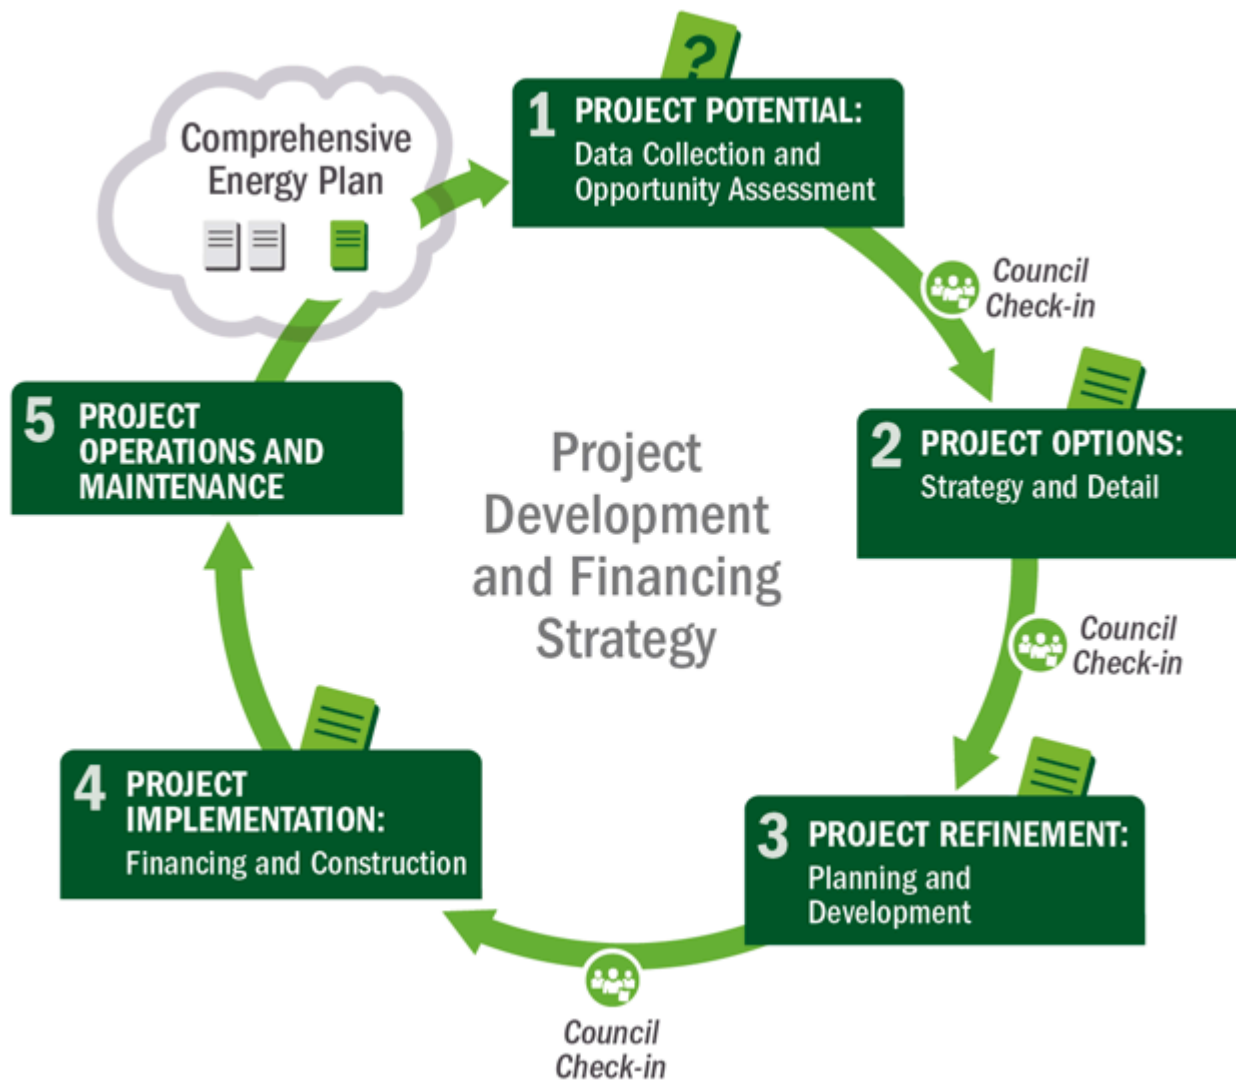 Comprehensive
Energy Plan
?
1 PROJECT POTENTIAL:
Data Collection and
Opportunity Assessment
Council
Check-in
2 PROJECT OPTIONS:
Strategy and Detail
Council
Check-in
3 PROJECT REFINEMENT:
Planning and
Development
Council
Check-in
4 PROJECT
IMPLEMENTATION:
Financing and Construction
5 PROJECT
OPERATIONS AND
MAINTENANCE
Project
Development
and Financing
Strategy